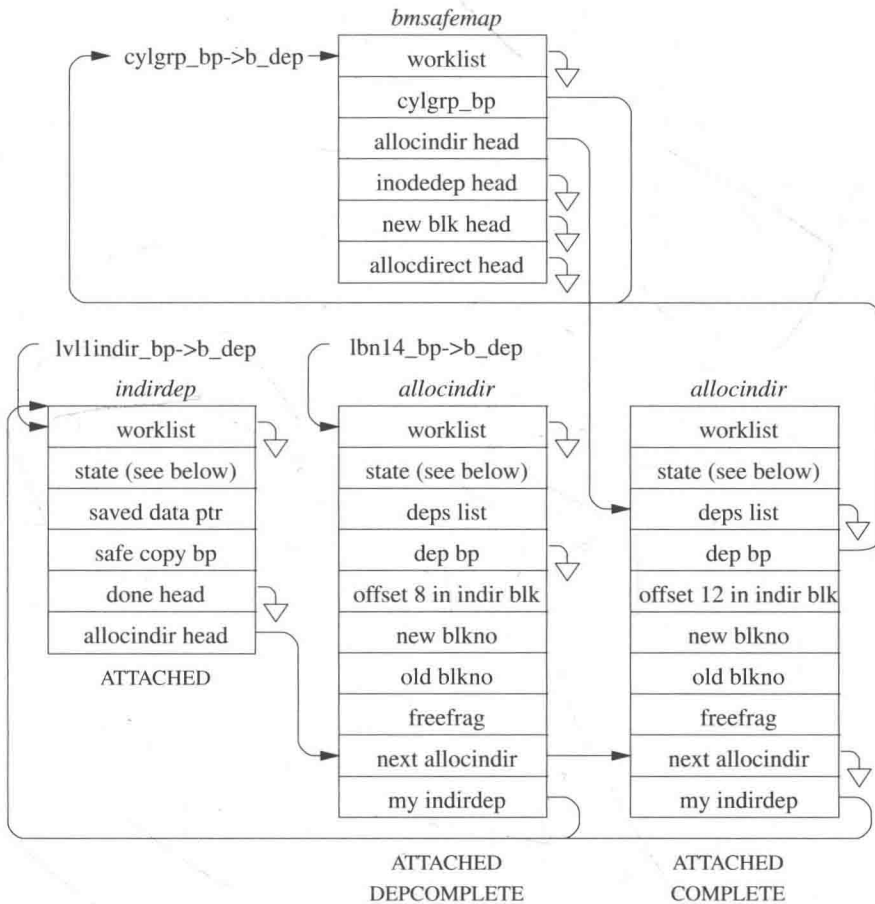 bmsafemap
cylgrp_bp->b_dep
worklist
cylgrp_bp
allocindir head
inodedep head
new blk head
allocdirect head
lvl1indir_bp->b_dep
lbn14_bp->b_dep
indirdep
worklist
state (see below)
saved data ptr
safe copy bp
done head
allocindir head
ATTACHED
allocindir
worklist
state (see below)
deps list
dep bp
offset 8 in indir blk
new blkno
old blkno
freefrag
next allocindir
my indirdep
ATTACHED
DEPCOMPLETE
allocindir
worklist
state (see below)
deps list
dep bp
offset 12 in indir blk
new blkno
old blkno
freefrag
next allocindir
my indirdep
ATTACHED
COMPLETE